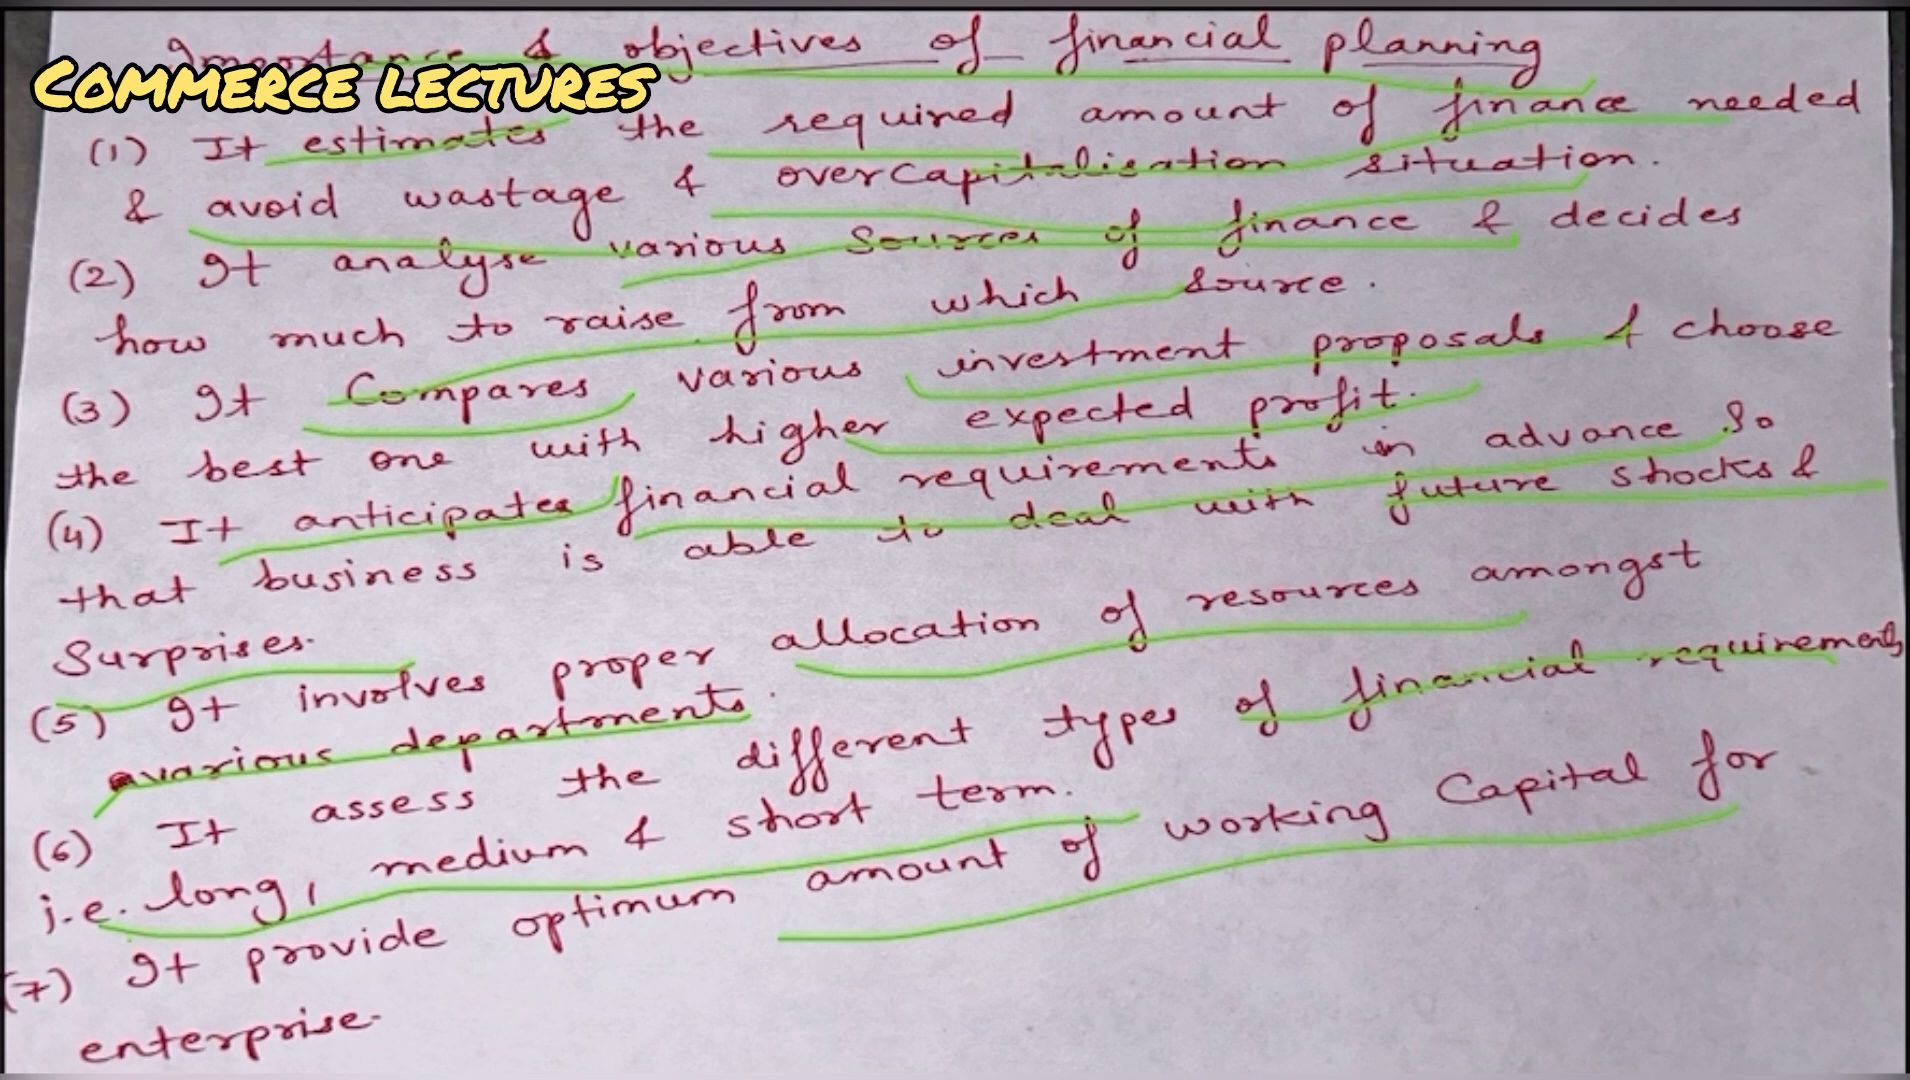 Importance & objectives of financial planning
COMMERCE LECTURES
(1) It estimates the required amount of finance needed
& avoid wastage & overcapitalisation situation.
(2) It analyse various sources of finance & decides
how much to raise from which source.
(3) It Compares various investment proposals & choose
the best one with higher expected profit.
(4) It anticipates financial requirements in advance so
that business is able to deal with future shocks &
Surprises.
(5) It involves proper allocation of resources amongst
various departments.
(6) It assess the different types of financial requirements
i.e. long, medium & short term.
(7) It provide optimum amount of working Capital for
enterprise.